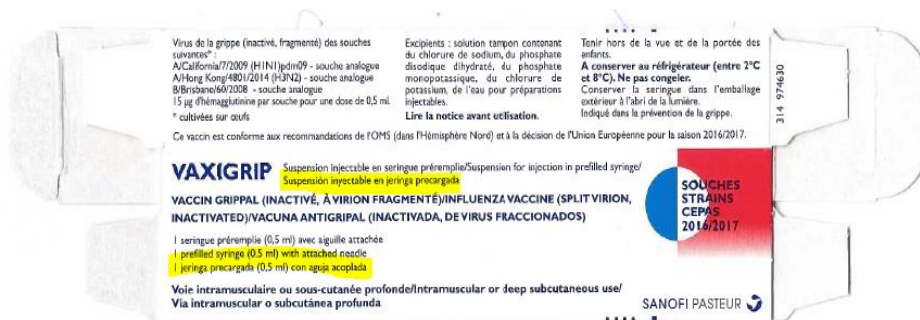 Virus de la grippe (inactivé, fragmenté) des souches
suivantes* :
A/California/7/2009 (H1N1)pdm09 - souche analogue
A/Hong Kong/4801/2014 (H3N2) - souche analogue
B/Brisbane/60/2008 - souche analogue
15 µg d'hémagglutinine par souche pour une dose de 0,5 ml
* cultivées sur œufs
Excipients : solution tampon contenant
du chlorure de sodium, du phosphate
disodique dihydraté, du phosphate
monopotassique, du chlorure de
potassium, de l'eau pour préparations
injectables.
Lire la notice avant utilisation.
Tenir hors de la vue et de la portée des
enfants.
A conserver au réfrigérateur (entre 2°C
et 8°C). Ne pas congeler.
Conserver la seringue dans l'emballage
extérieur à l'abri de la lumière.
Indiqué dans la prévention de la grippe.
314 974630
Ce vaccin est conforme aux recommandations de l'OMS (dans l'Hémisphère Nord) et à la décision de l'Union Européenne pour la saison 2016/2017.
VAXIGRIP
Suspension injectable en seringue préremplie/Suspension for injection in prefilled syringe/
Suspensión inyectable en jeringa precargada
VACCIN GRIPPAL (INACTIVÉ, À VIRION FRAGMENTÉ)/INFLUENZA VACCINE (SPLIT VIRION,
INACTIVATED)/VACUNA ANTIGRIPAL (INACTIVADA, DE VIRUS FRACCIONADOS)
SOUCHES
STRAINS
CEPAS
2016/2017
1 seringue préremplie (0,5 ml) avec aiguille attachée
1 prefilled syringe (0.5 ml) with attached needle
1 jeringa precargada (0,5 ml) con aguja acoplada
Voie intramusculaire ou sous-cutanée profonde/Intramuscular or deep subcutaneous use/
Via intramuscular o subcutánea profunda
SANOFI PASTEUR